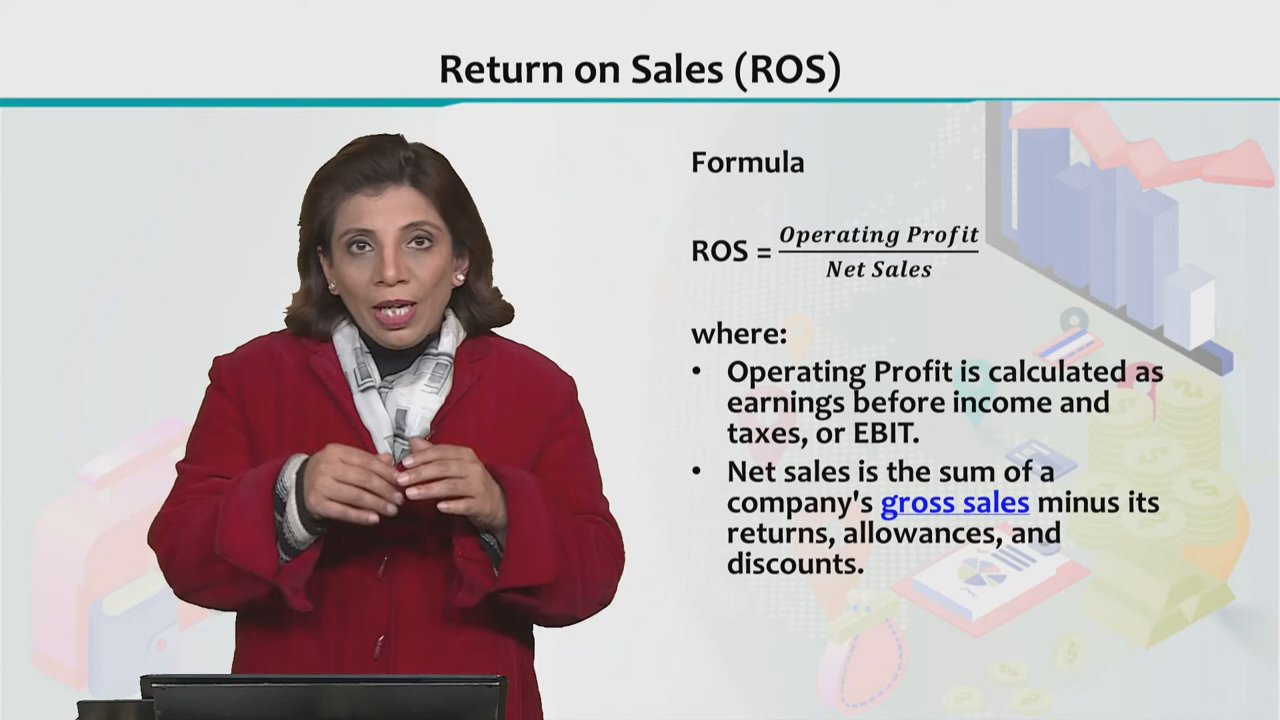 Return on Sales (ROS)
Formula
ROS = Operating Profit
Net Sales
where:
• Operating Profit is calculated as
earnings before income and
taxes, or EBIT.
• Net sales is the sum of a
company's gross sales minus its
returns, allowances, and
discounts.